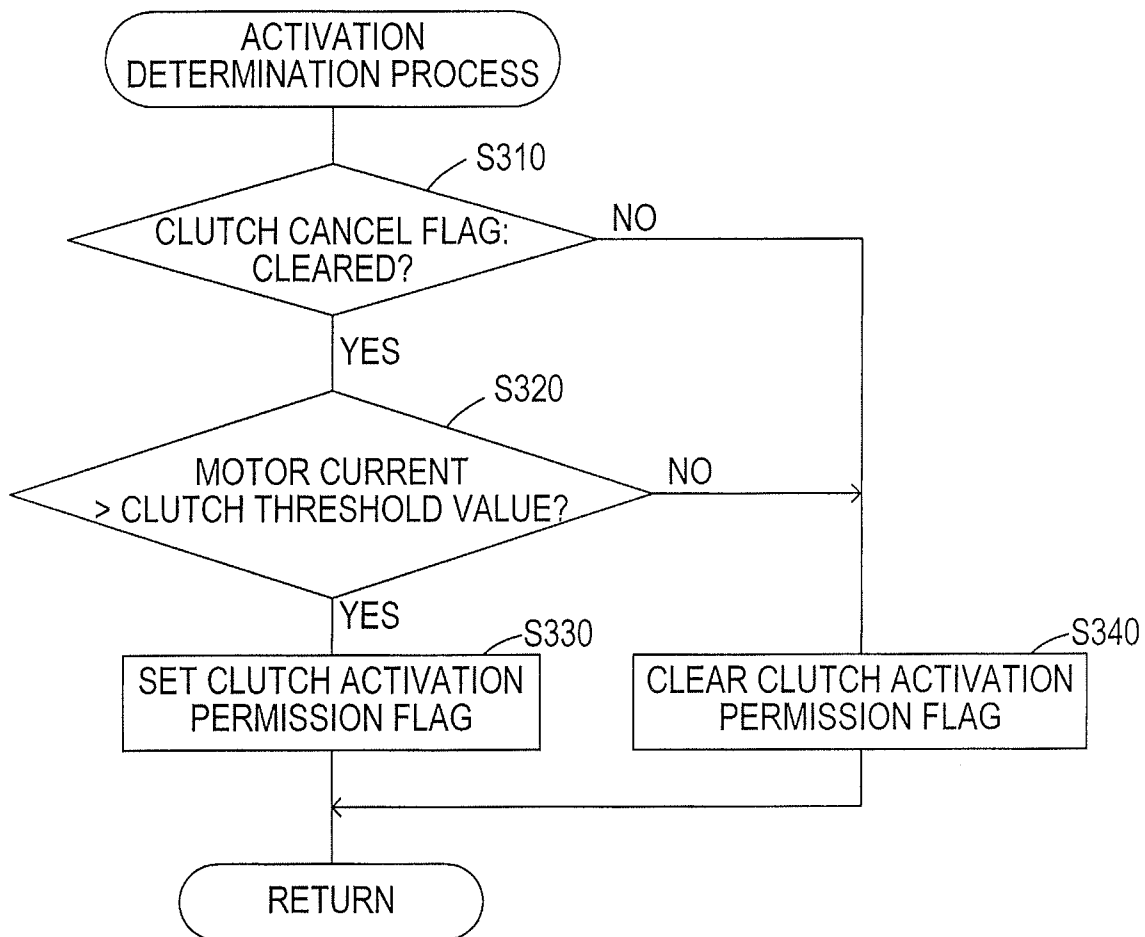 ACTIVATION
DETERMINATION PROCESS
S310
CLUTCH CANCEL FLAG:
CLEARED?
NO
YES
S320
MOTOR CURRENT
> CLUTCH THRESHOLD VALUE?
NO
YES
S330
SET CLUTCH ACTIVATION
PERMISSION FLAG
S340
CLEAR CLUTCH ACTIVATION
PERMISSION FLAG
RETURN